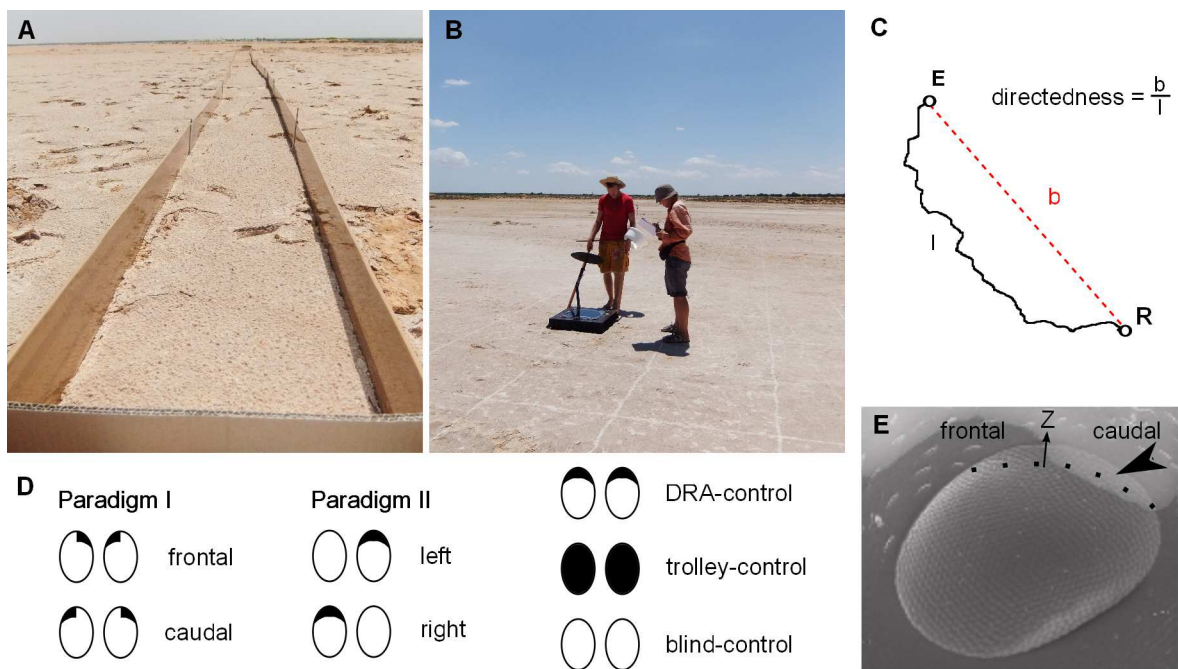 A
B
C
E
directedness = b/l
b
l
R
D
Paradigm I
frontal
caudal
Paradigm II
left
right
DRA-control
trolley-control
blind-control
E
frontal
Z
caudal